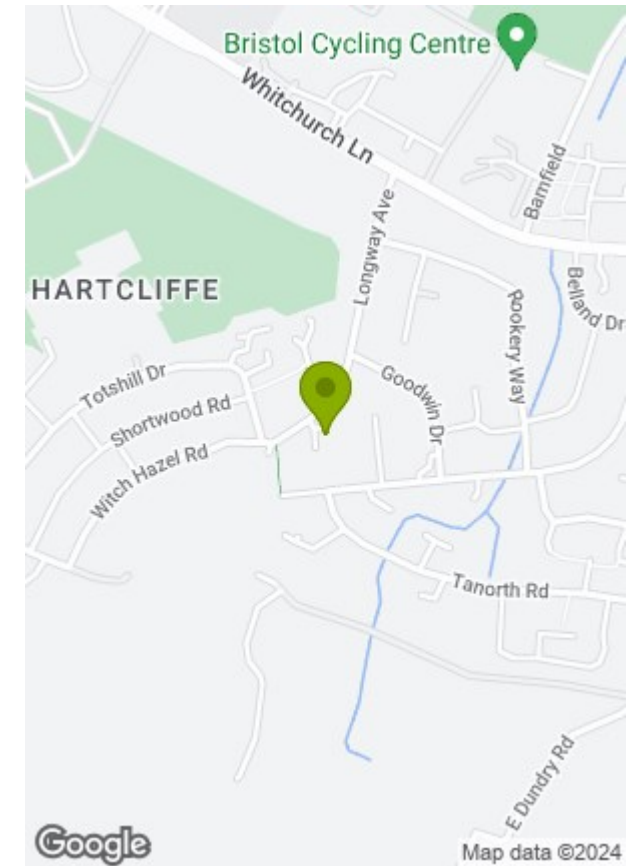 Bristol Cycling Centre
Whitchurch Ln
Barnfield
Longway Ave
HARTCLIFFE
Belland Dr
Rookery Way
Totshill Dr
Goodwin Dr
Shortwood Rd
Witch Hazel Rd
Tanorth Rd
E Dundry Rd
Google
Map data ©2024